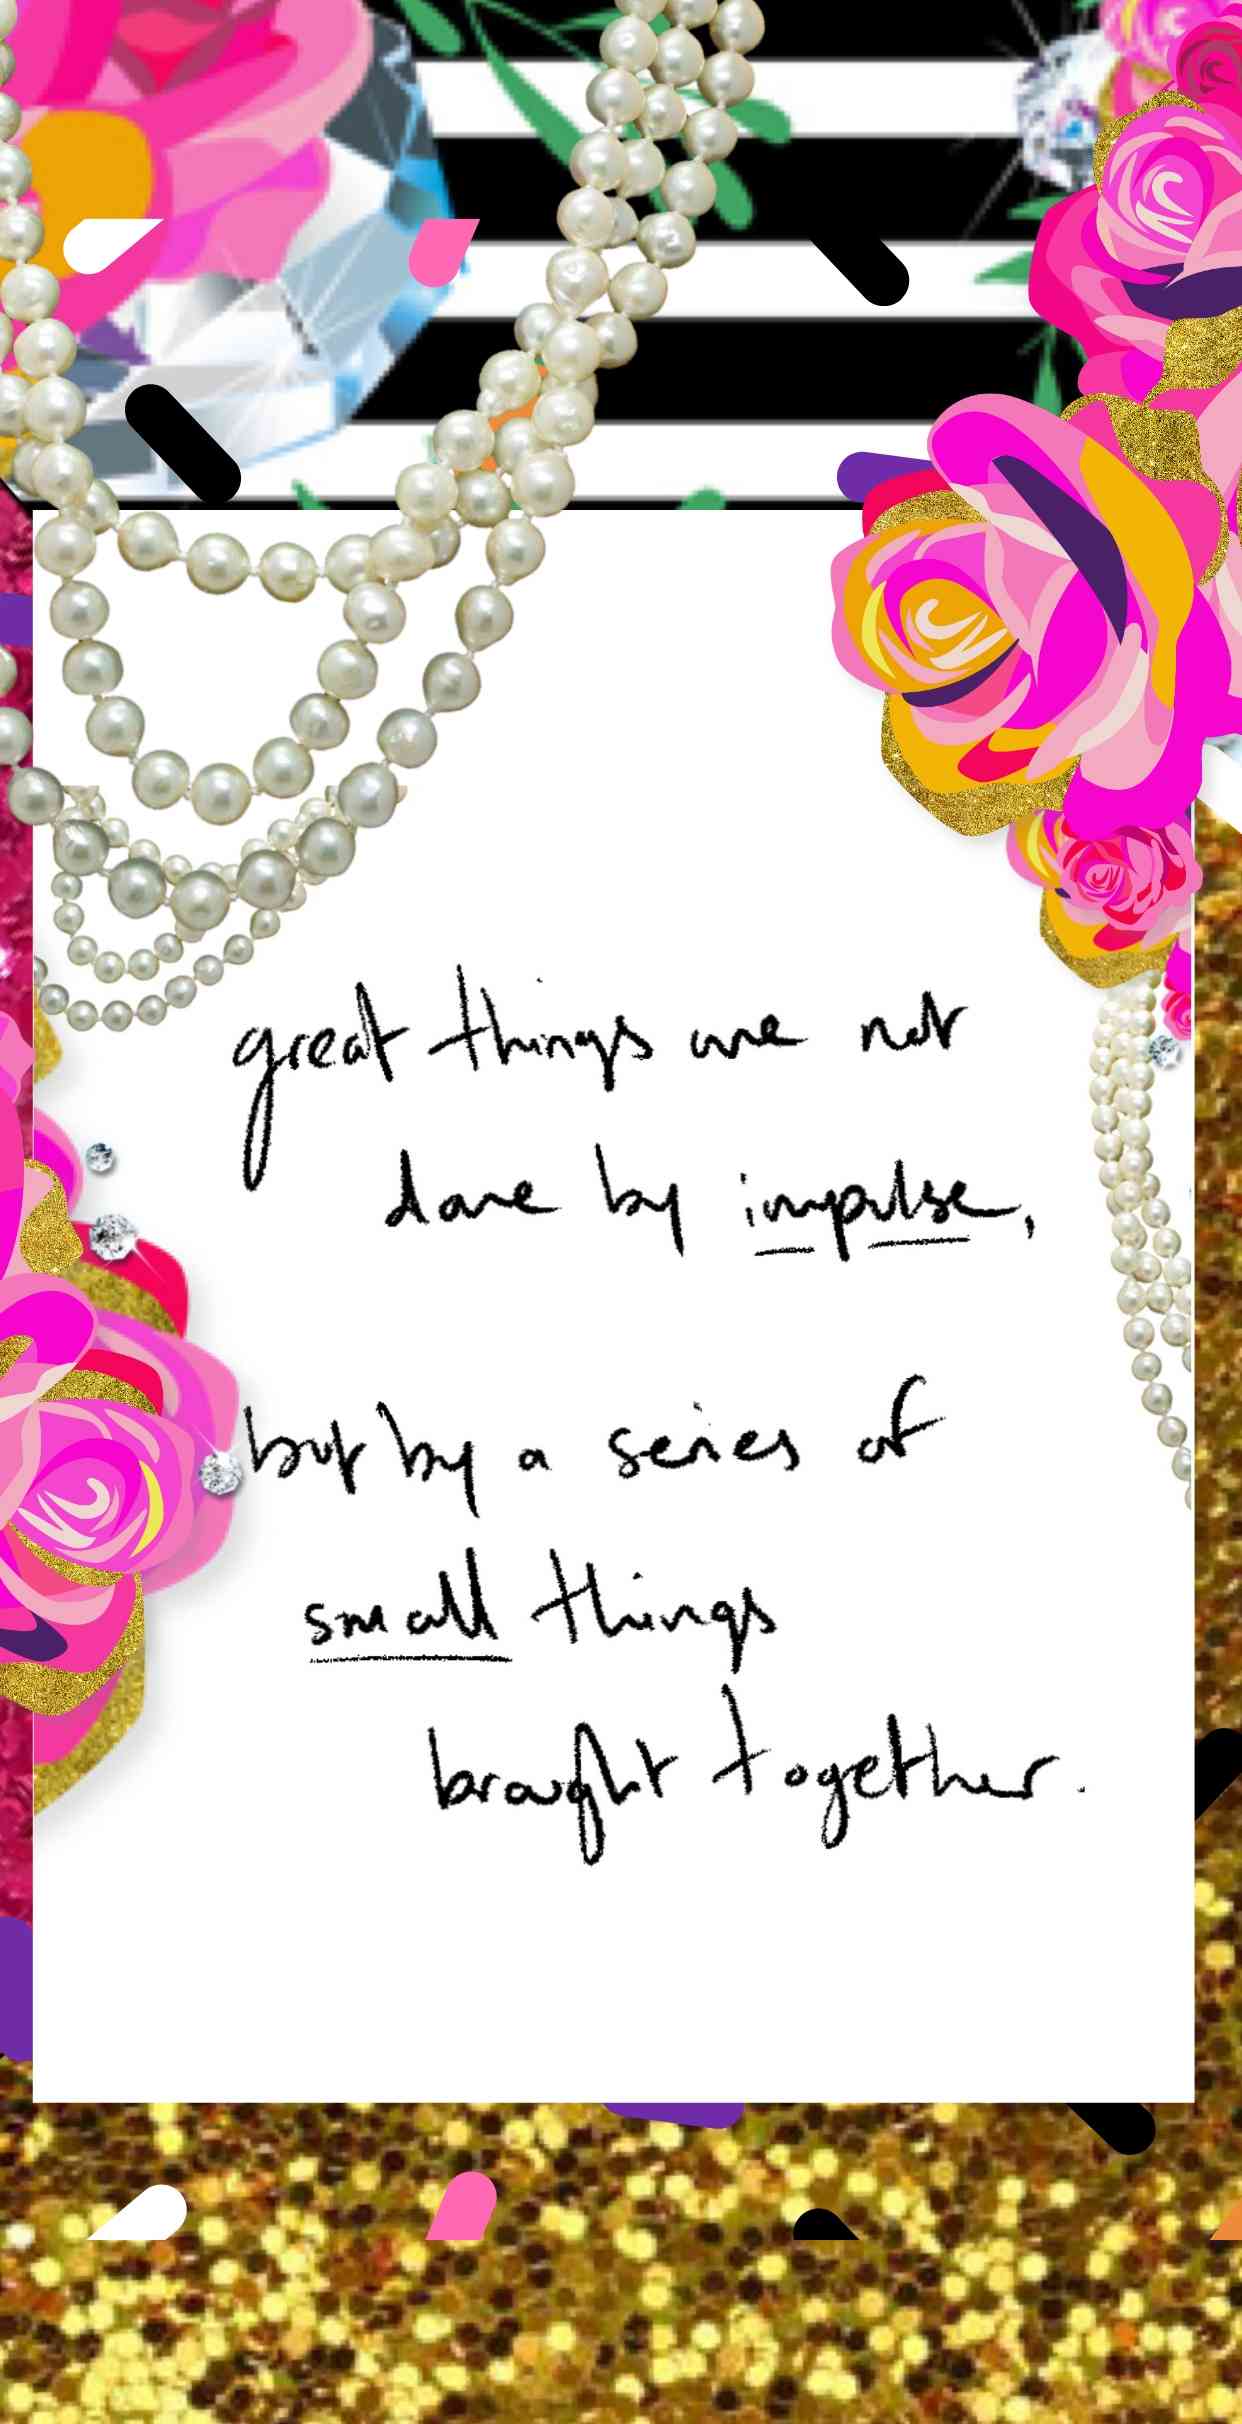 great things are not
done by impulse,
but by a series of
small things
brought together.